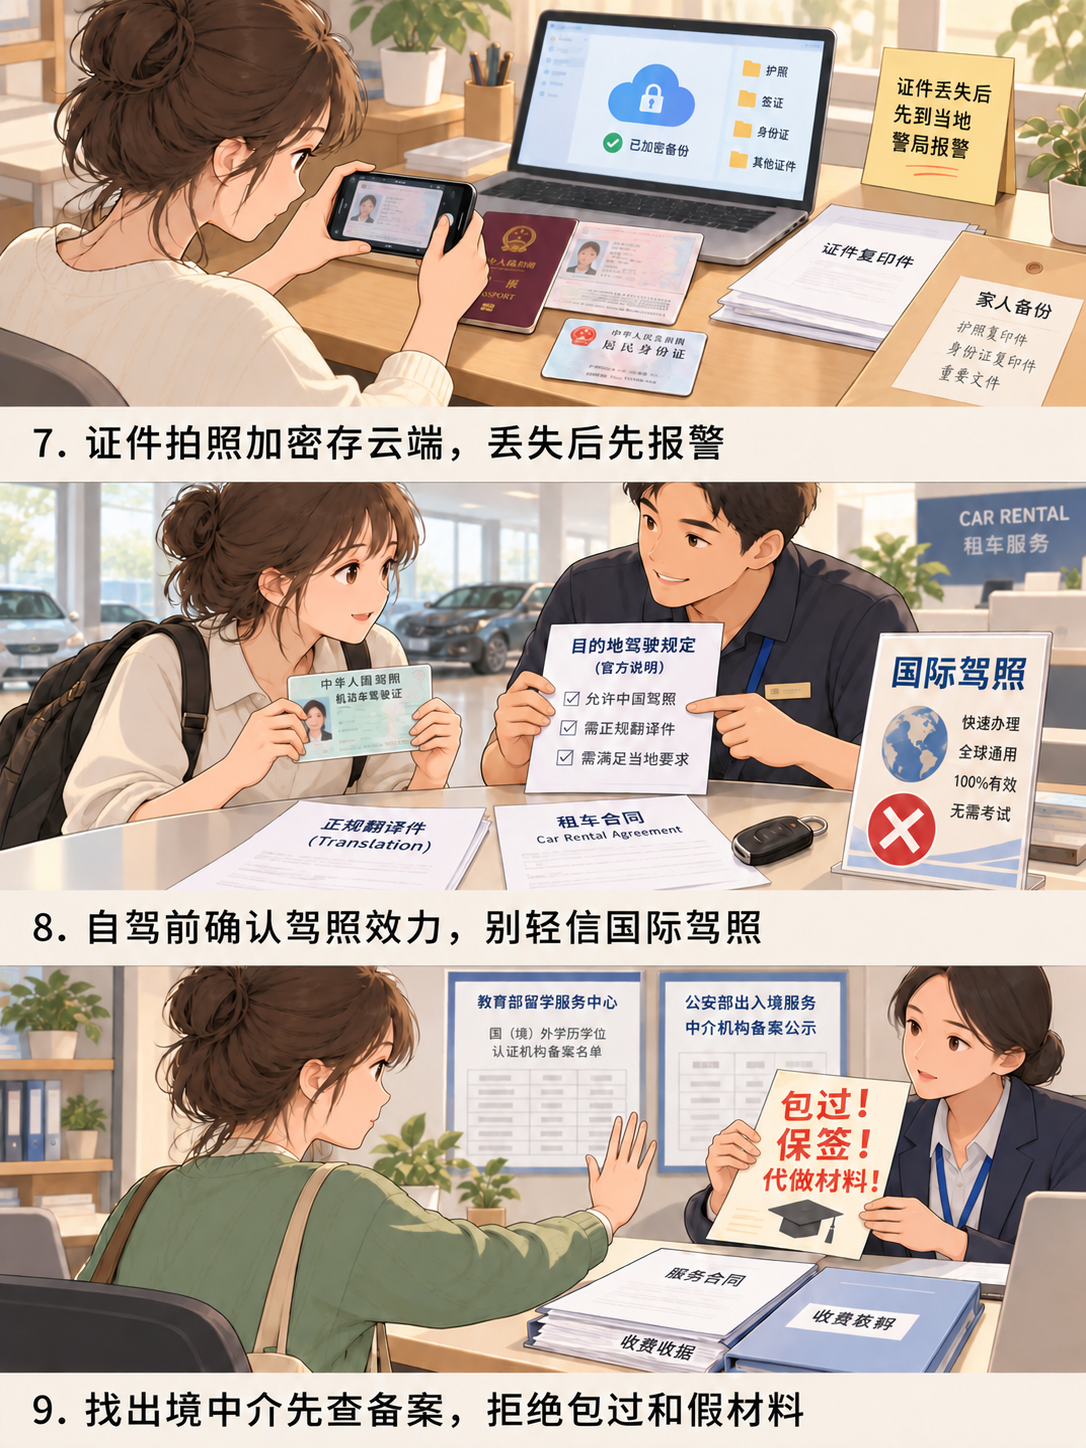 护照
签证
身份证
其他证件
已加密备份
证件丢失后
先到当地
警局报警
证件复印件
家人备份
护照复印件
身份证复印件
重要文件
居民身份证
7. 证件拍照加密存云端，丢失后先报警
CAR RENTAL
租车服务
机动车驾驶证
目的地驾驶规定
(官方说明)
允许中国驾照
需正规翻译件
需满足当地要求
国际驾照
快速办理
全球通用
100%有效
无需考试
正规翻译件
(Translation)
租车合同
Car Rental Agreement
8. 自驾前确认驾照效力，别轻信国际驾照
教育部留学服务中心
国（境）外学历学位
认证机构备案名单
公安部出入境服务
中介机构备案公示
包过！
保签！
代做材料！
服务合同
收费收据
收费
9. 找出境中介先查备案，拒绝包过和假材料